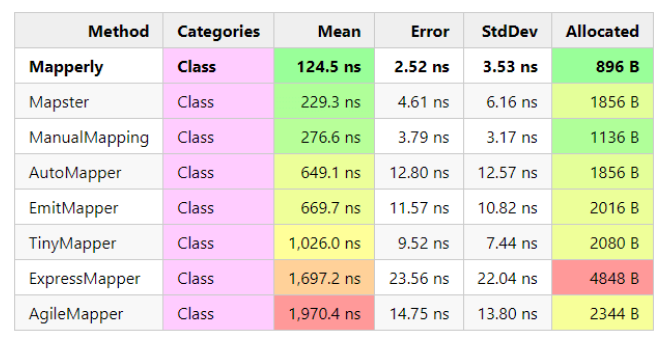 Method Categories Mean Error StdDev Allocated
Mapperly Class 124.5 ns 2.52 ns 3.53 ns 896 B
Mapster Class 229.3 ns 4.61 ns 6.16 ns 1856 B
ManualMapping Class 276.6 ns 3.79 ns 3.17 ns 1136 B
AutoMapper Class 649.1 ns 12.80 ns 12.57 ns 1856 B
EmitMapper Class 669.7 ns 11.57 ns 10.82 ns 2016 B
TinyMapper Class 1,026.0 ns 9.52 ns 7.44 ns 2080 B
ExpressMapper Class 1,697.2 ns 23.56 ns 22.04 ns 4848 B
AgileMapper Class 1,970.4 ns 14.75 ns 13.80 ns 2344 B